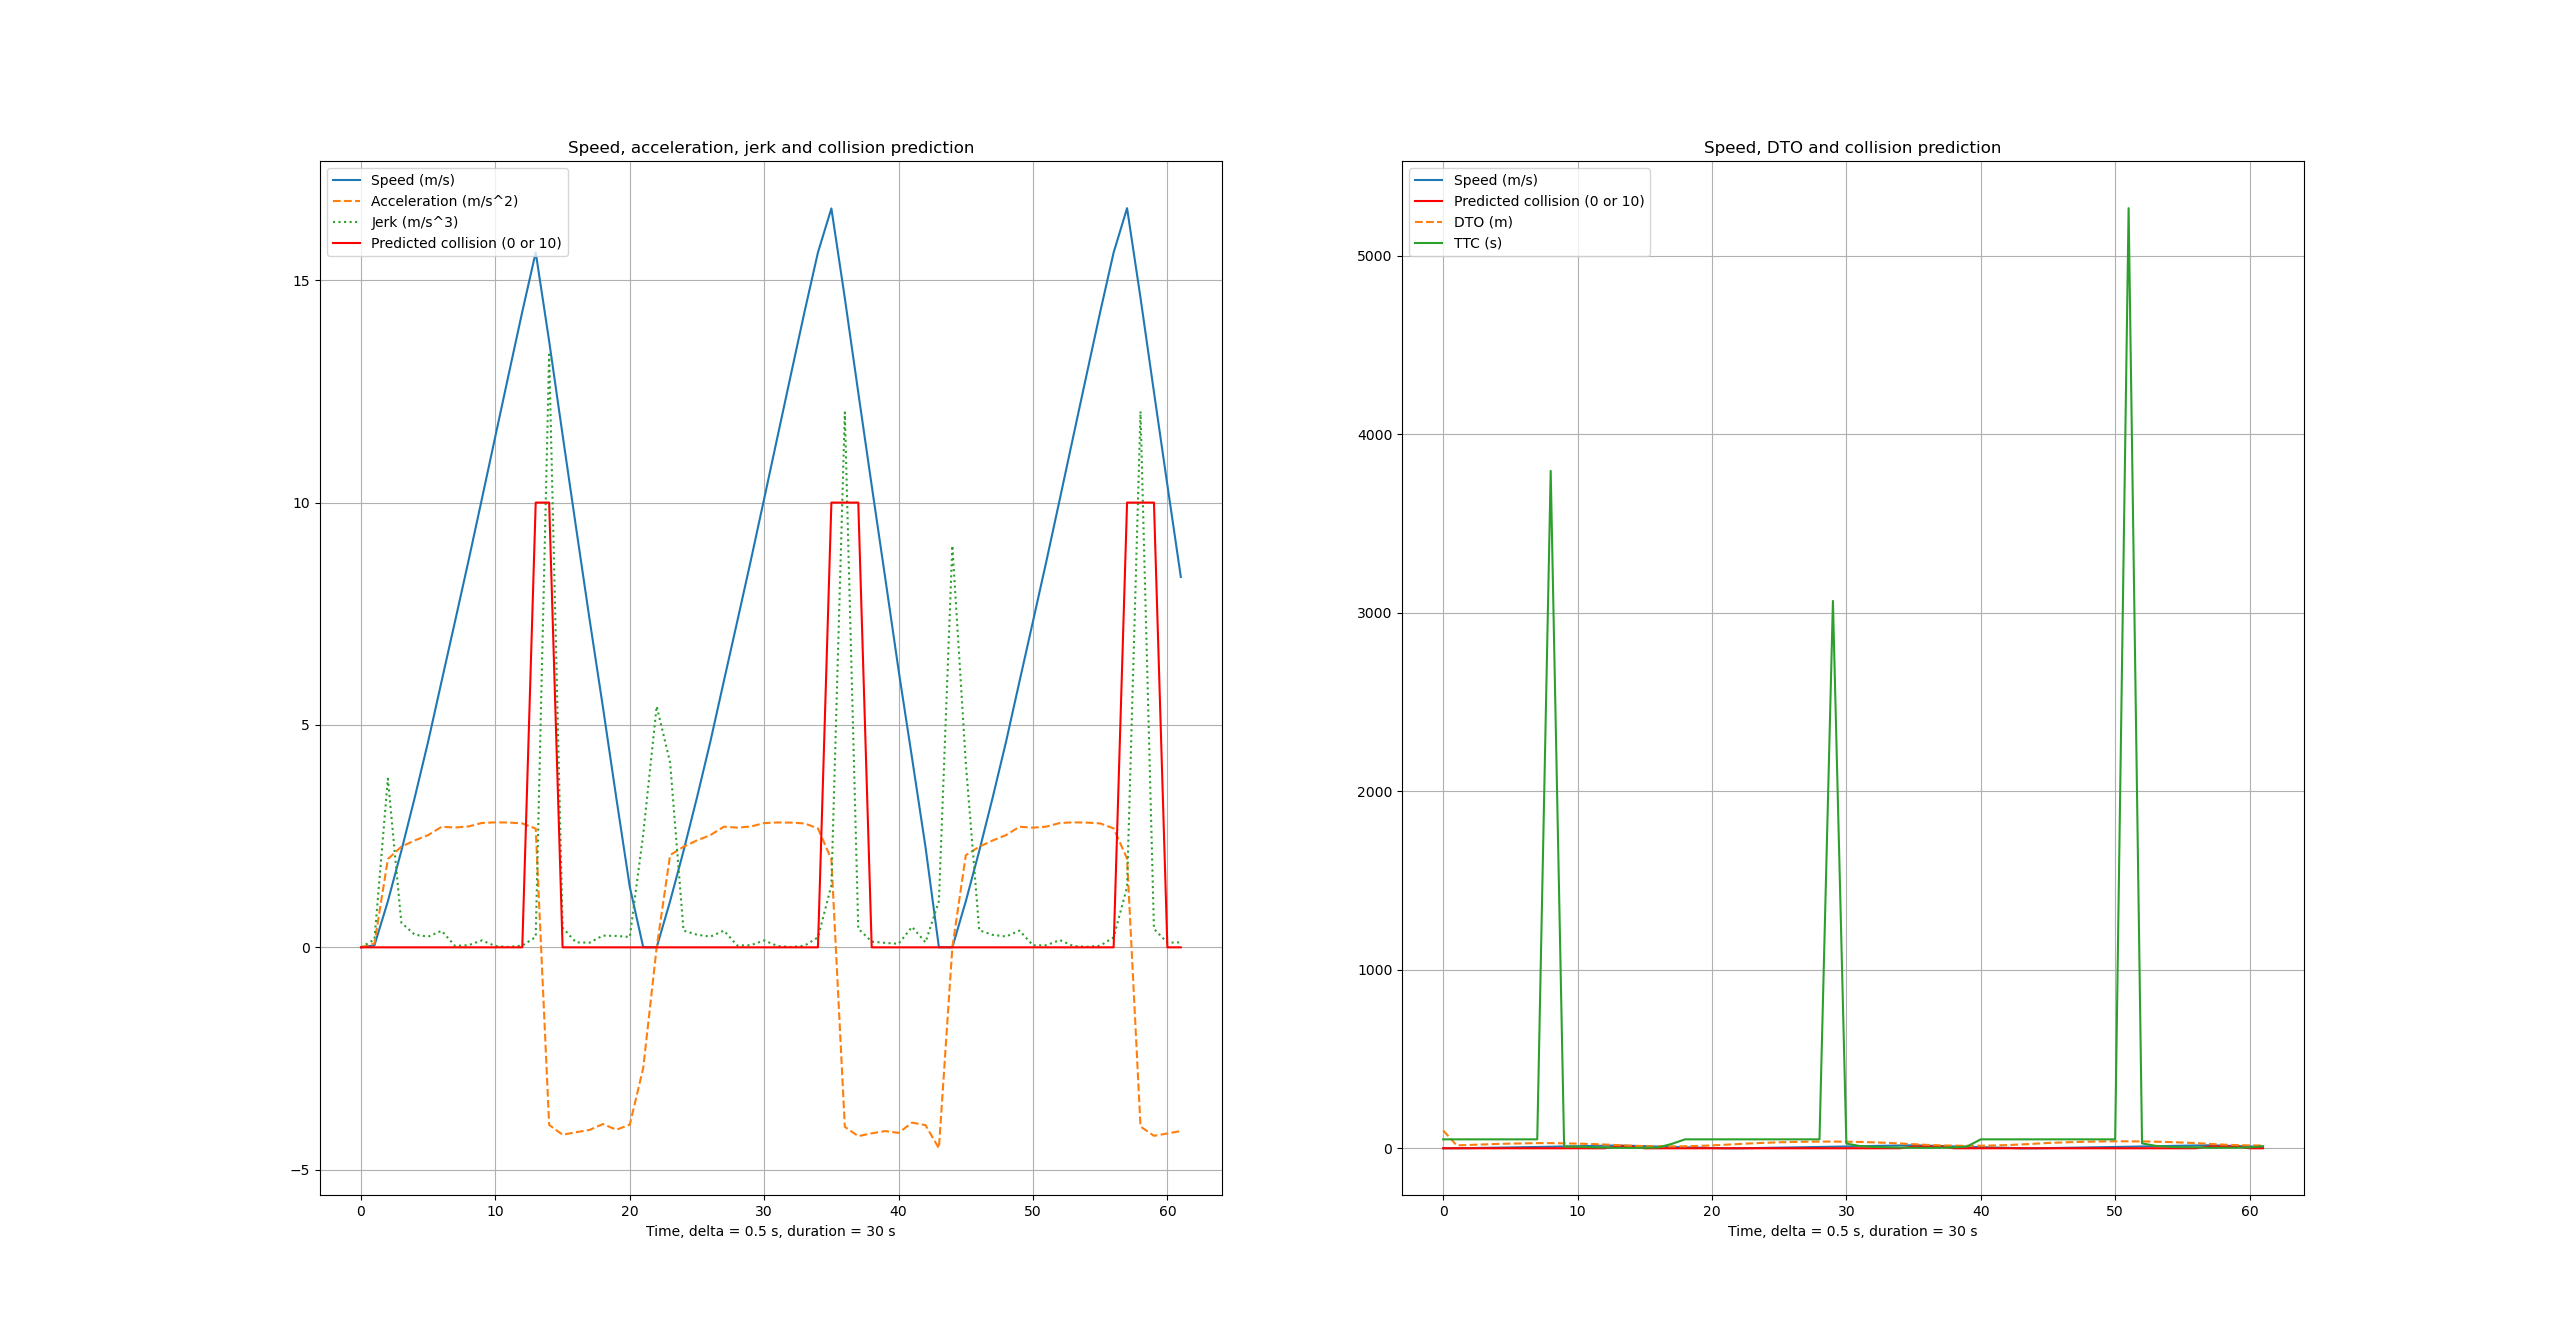 Speed, acceleration, jerk and collision prediction
Speed (m/s)
Acceleration (m/s^2)
Jerk (m/s^3)
Predicted collision (0 or 10)
15
10
5
0
−5
0 10 20 30 40 50 60
Time, delta = 0.5 s, duration = 30 s
Speed, DTO and collision prediction
Speed (m/s)
Predicted collision (0 or 10)
DTO (m)
TTC (s)
5000
4000
3000
2000
1000
0
0 10 20 30 40 50 60
Time, delta = 0.5 s, duration = 30 s